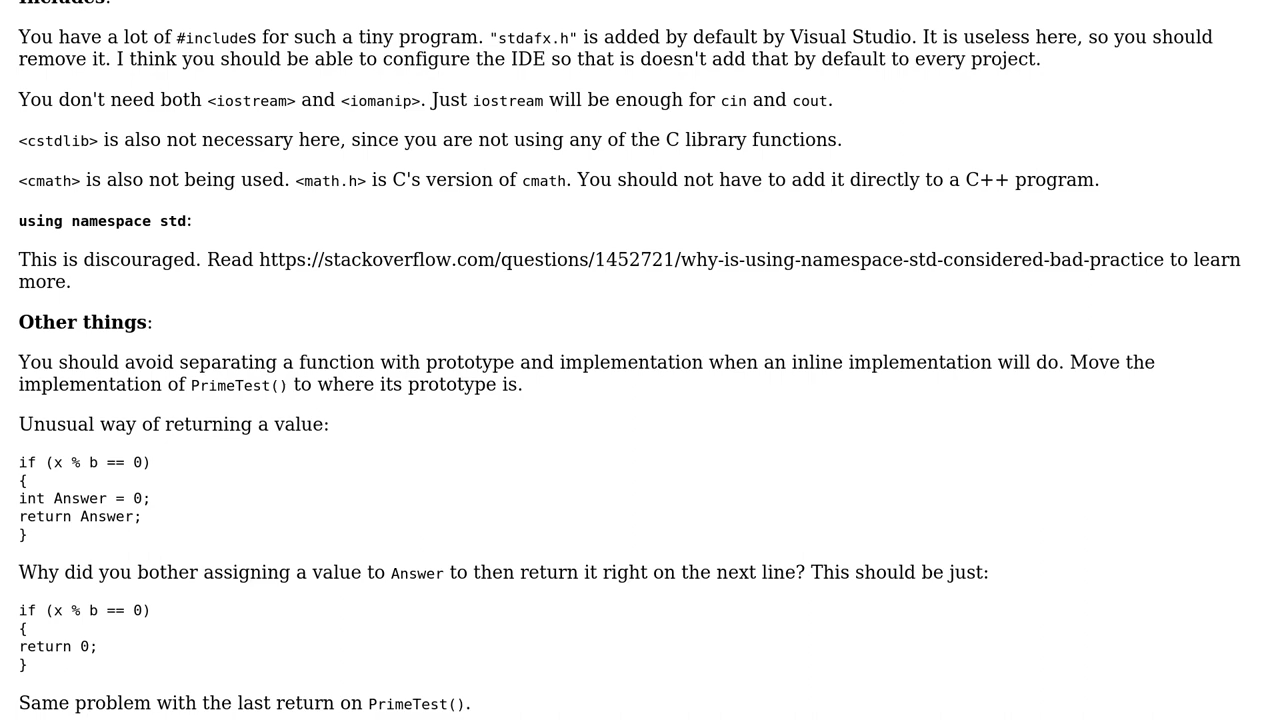 Includes:
You have a lot of #includes for such a tiny program. "stdafx.h" is added by default by Visual Studio. It is useless here, so you should
remove it. I think you should be able to configure the IDE so that is doesn't add that by default to every project.
You don't need both <iostream> and <iomanip>. Just iostream will be enough for cin and cout.
<cstdlib> is also not necessary here, since you are not using any of the C library functions.
<cmath> is also not being used. <math.h> is C's version of cmath. You should not have to add it directly to a C++ program.
using namespace std:
This is discouraged. Read https://stackoverflow.com/questions/1452721/why-is-using-namespace-std-considered-bad-practice to learn
more.
Other things:
You should avoid separating a function with prototype and implementation when an inline implementation will do. Move the
implementation of PrimeTest() to where its prototype is.
Unusual way of returning a value:
if (x % b == 0)
{
int Answer = 0;
return Answer;
}
Why did you bother assigning a value to Answer to then return it right on the next line? This should be just:
if (x % b == 0)
{
return 0;
}
Same problem with the last return on PrimeTest().